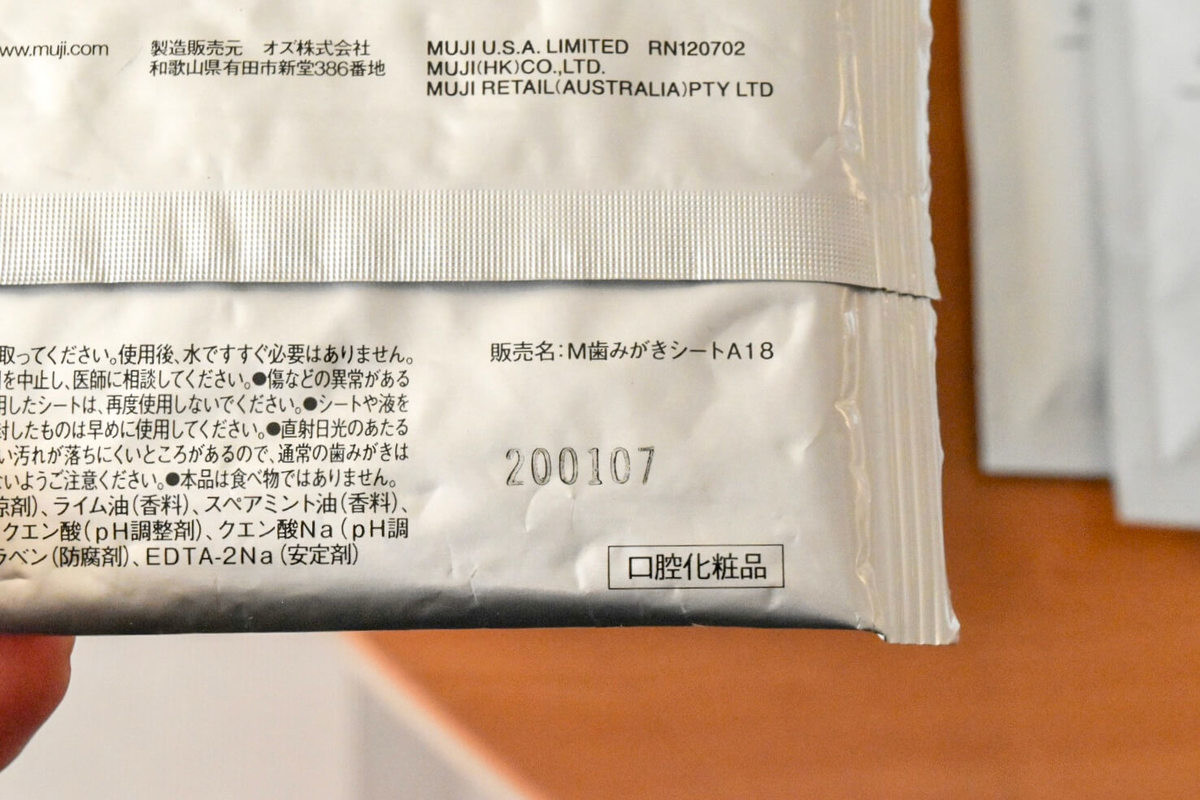 ww.muji.com
製造販売元 オズ株式会社
和歌山県有田市新堂386番地
MUJI U.S.A. LIMITED RN120702
MUJI(HK)CO.,LTD.
MUJI RETAIL(AUSTRALIA)PTY LTD
取ってください。使用後、水ですすぐ必要はありません。
を中止し、医師に相談してください。●傷などの異常がある
用したシートは、再度使用しないでください。●シートや液を
封したものは早めに使用してください。●直射日光のあたる
い汚れが落ちにくいところがあるので、通常の歯みがきは
ないようご注意ください。●本品は食べ物ではありません。
涼剤)、ライム油(香料)、スペアミント油(香料)、
クエン酸(pH調整剤)、クエン酸Na(pH調
ラベン(防腐剤)、EDTA-2Na(安定剤)
販売名:M歯みがきシートA18
200107
口腔化粧品